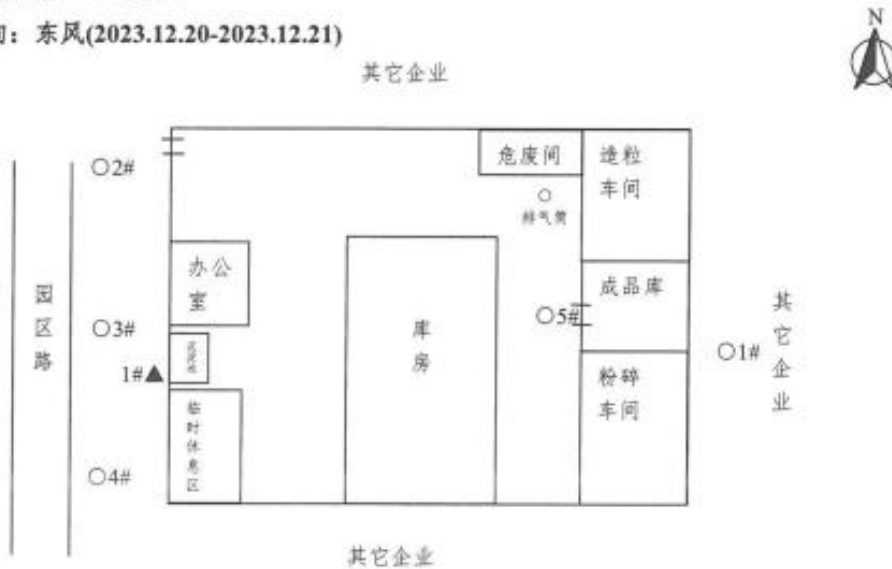 向：东风(2023.12.20-2023.12.21)
N
其它企业
危废间
造粒
车间
○2#
排气筒
办公
室
成品库
园区路
○3#
库房
○5#
其它企业
○1#
1#▲
粉碎
车间
临时休息区
○4#
其它企业